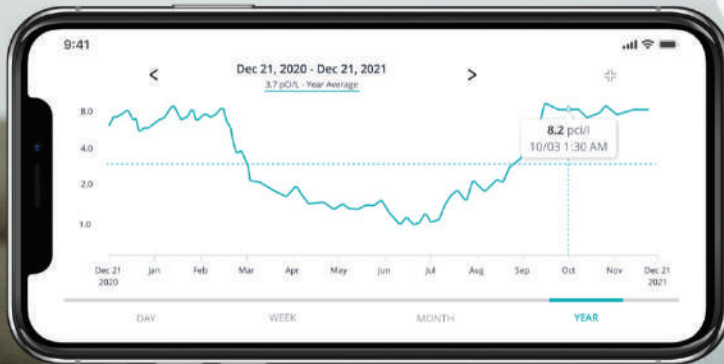 9:41
Dec 21, 2020 - Dec 21, 2021
3.7 pCi/L - Year Average
8.0
4.0
2.0
1.0
8.2 pci/l
10/03 1:30 AM
Dec 21 2020
Jan
Feb
Mar
Apr
May
Jun
Jul
Aug
Sep
Oct
Nov
Dec 21 2021
DAY
WEEK
MONTH
YEAR